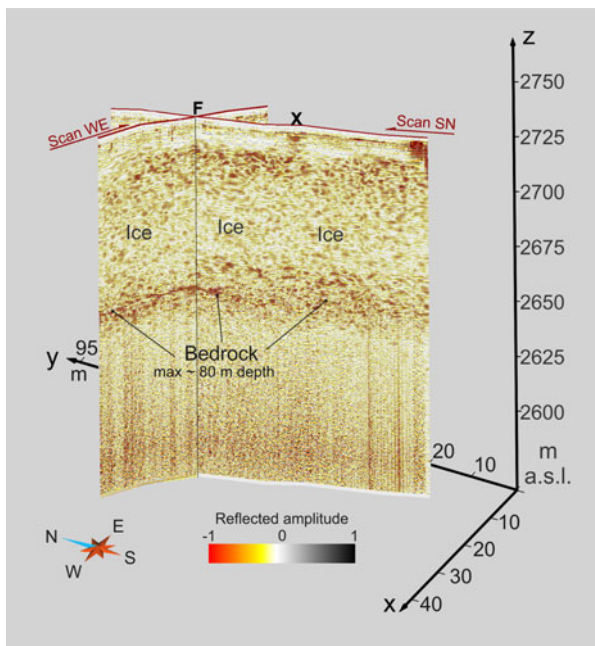 z
2750
F
X
Scan WE
Scan SN
2725
2700
Ice
Ice
Ice
2675
2650
Bedrock
max ~ 80 m depth
y
95
m
2625
2600
m
a.s.l.
20
10
10
20
30
40
x
Reflected amplitude
-1
0
1
N
E
W
S